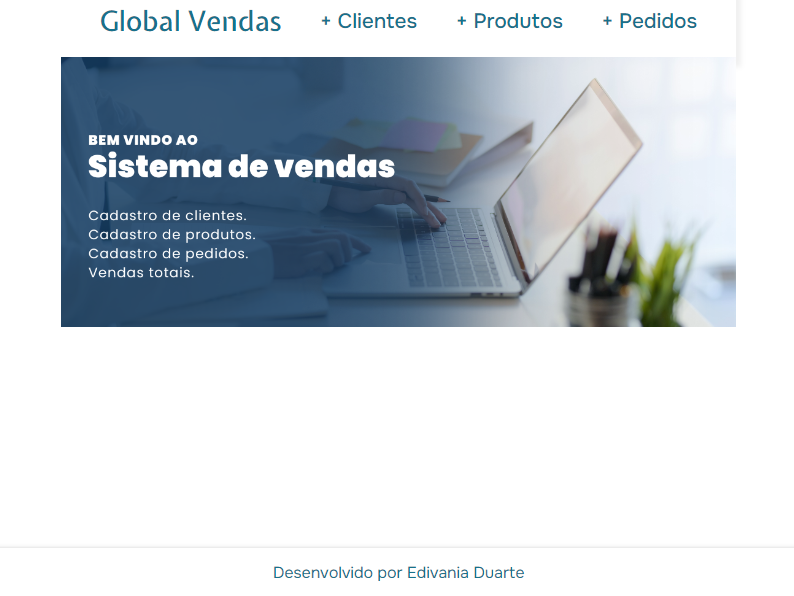 Global Vendas + Clientes + Produtos + Pedidos
BEM VINDO AO
Sistema de vendas
Cadastro de clientes.
Cadastro de produtos.
Cadastro de pedidos.
Vendas totais.
Desenvolvido por Edivania Duarte